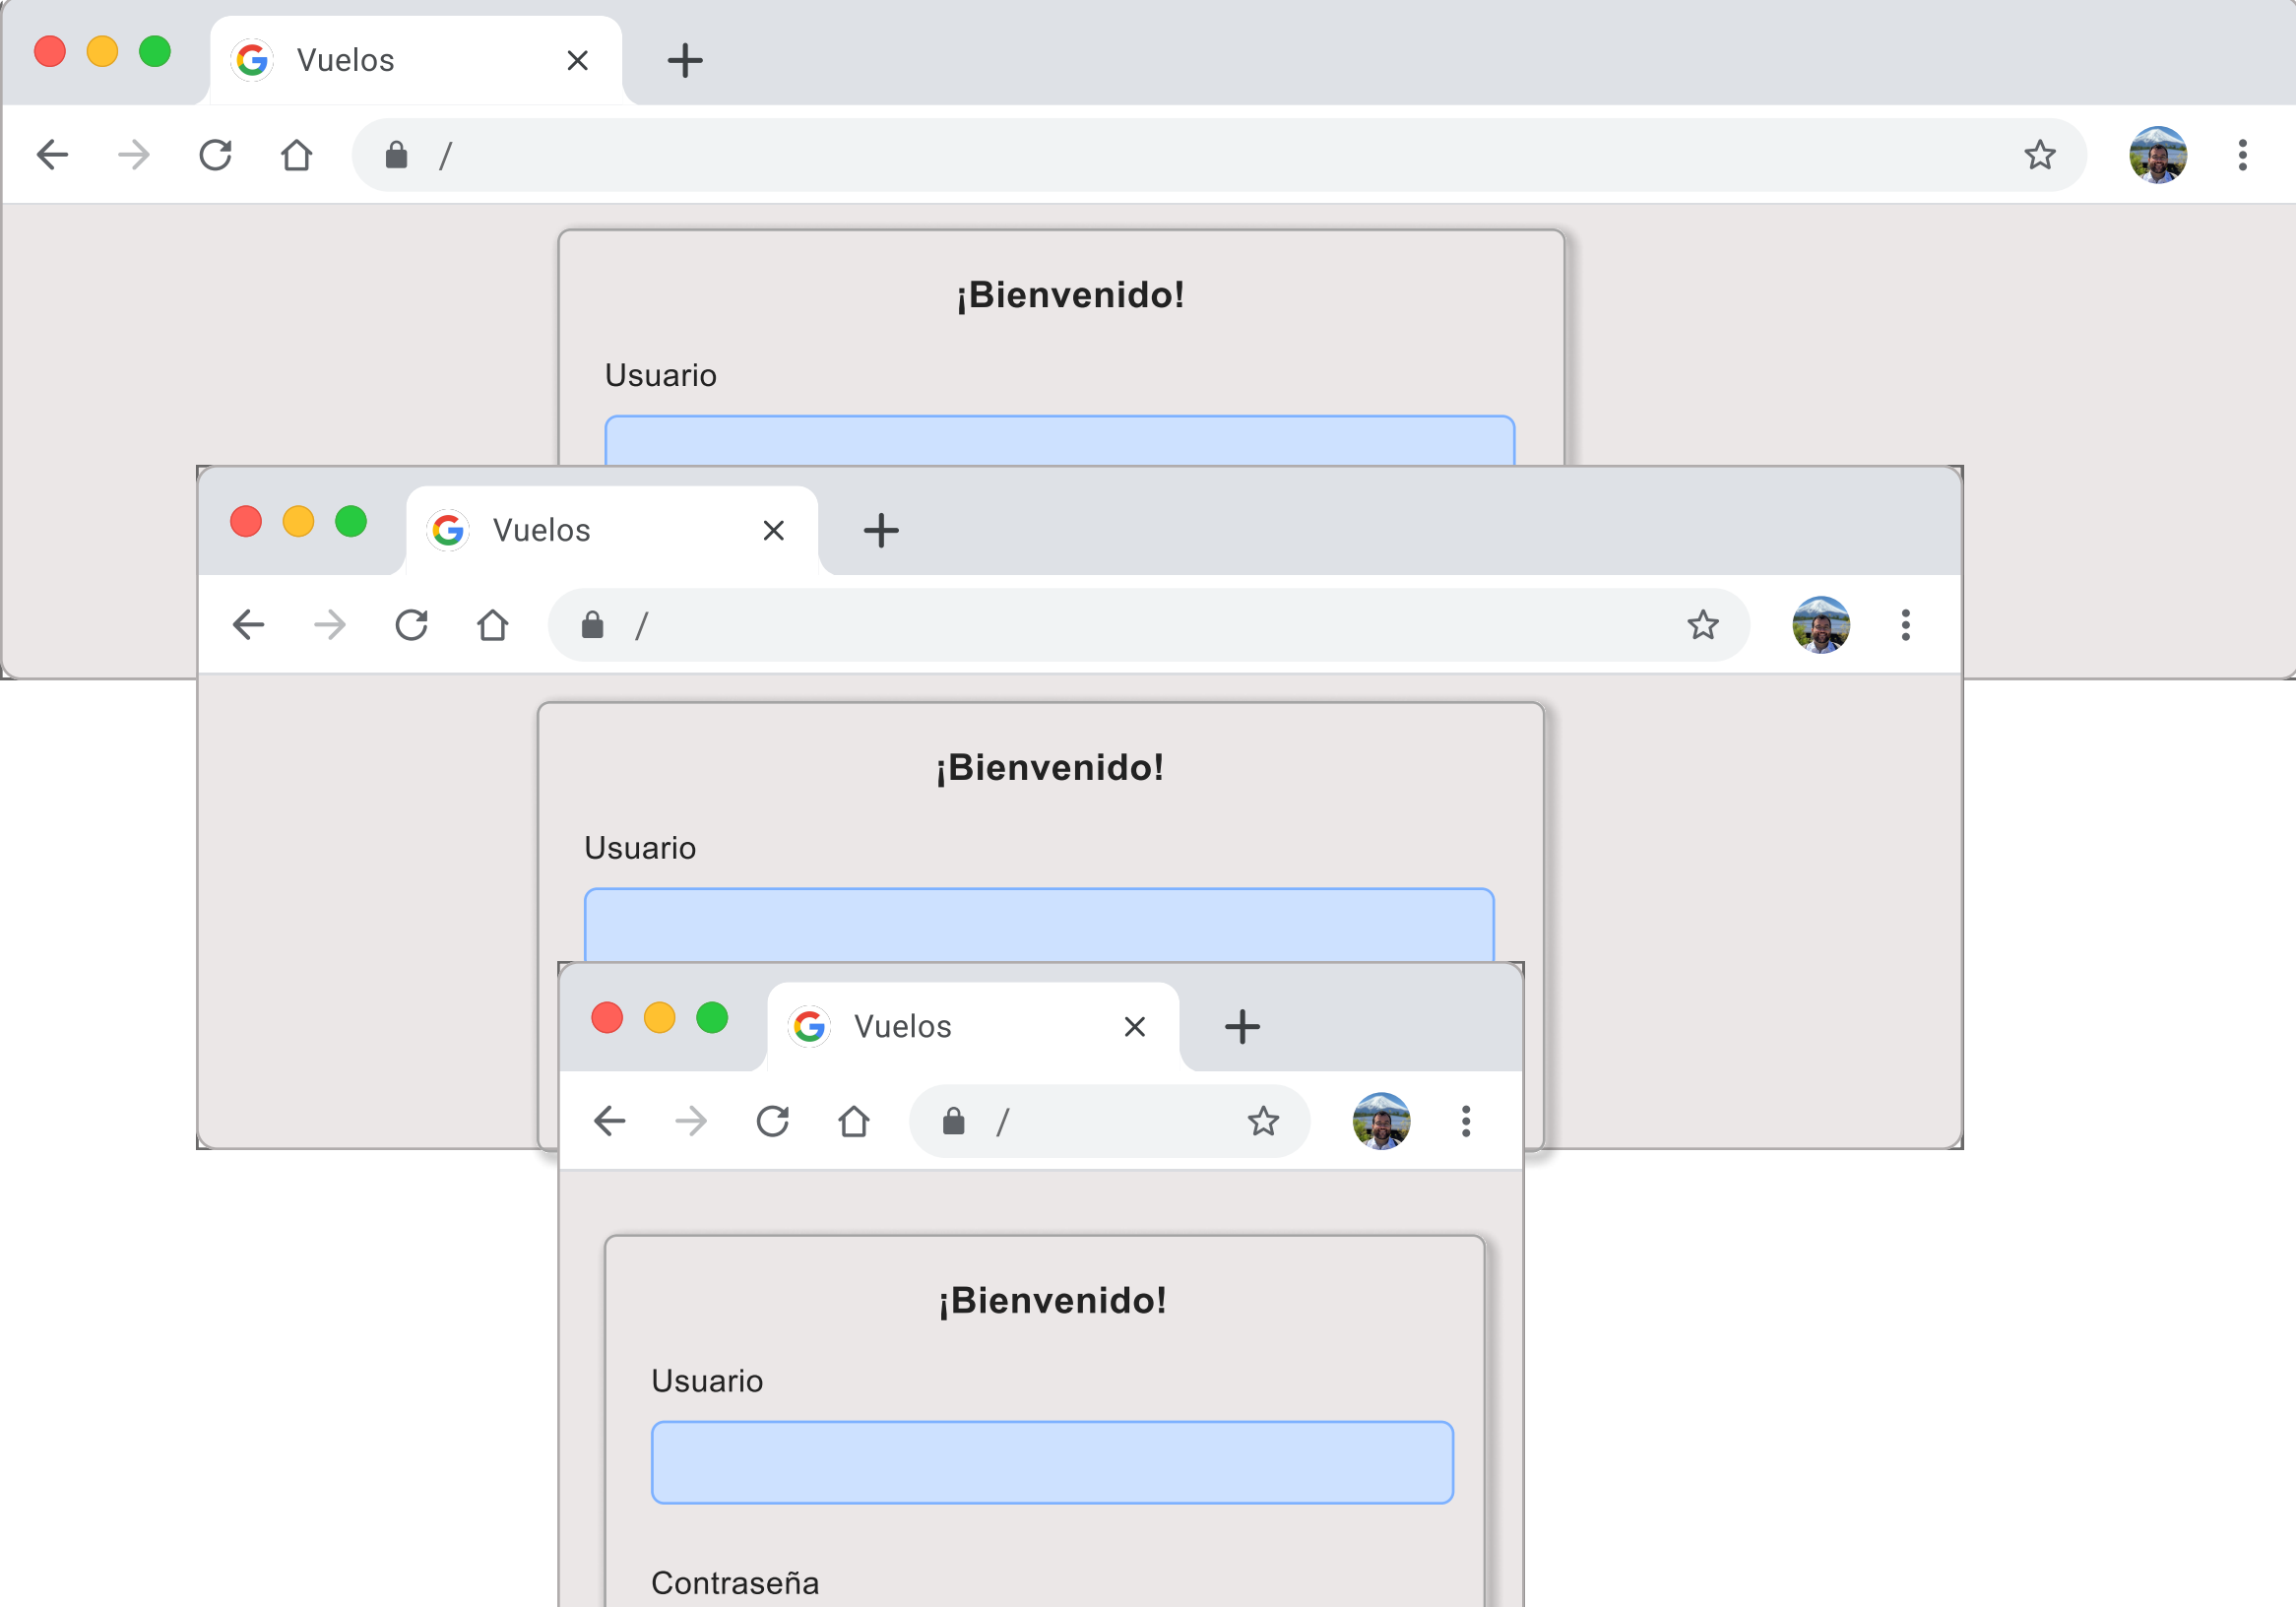 Vuelos
/
¡Bienvenido!
Usuario
Vuelos
/
¡Bienvenido!
Usuario
Vuelos
/
¡Bienvenido!
Usuario
Contraseña